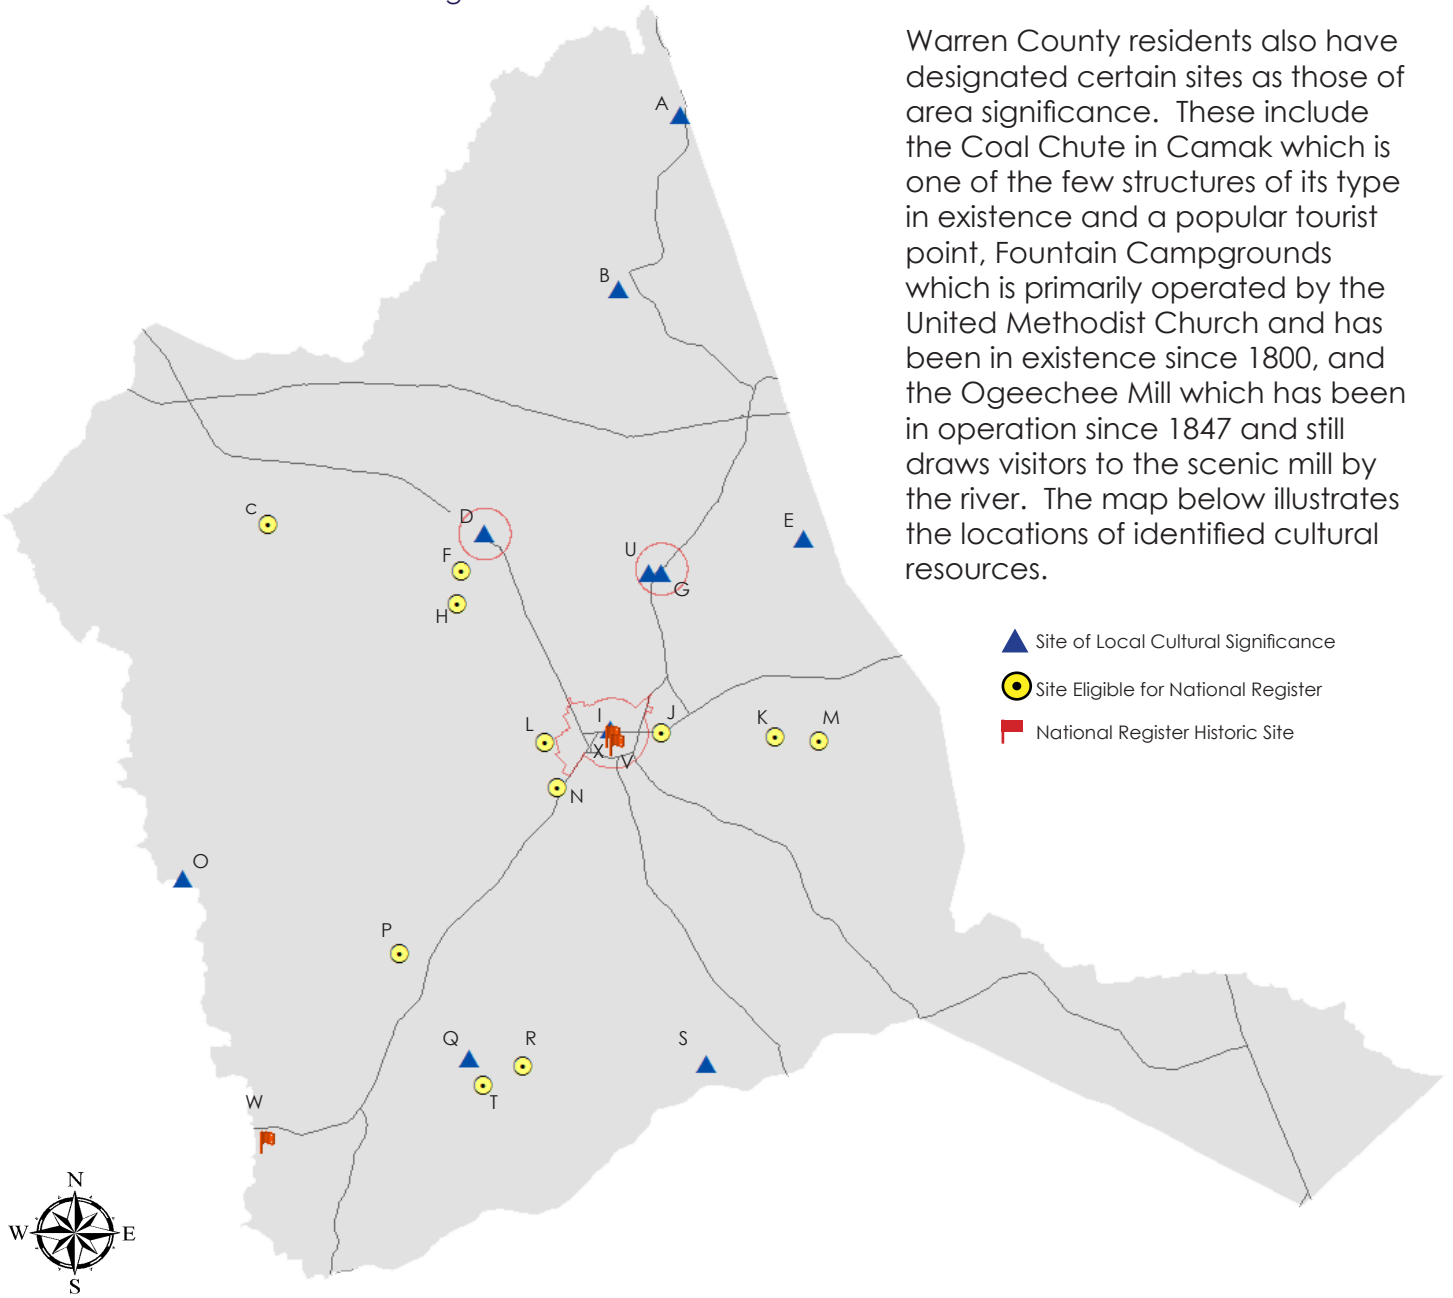 Warren County residents also have
designated certain sites as those of
area significance. These include
the Coal Chute in Camak which is
one of the few structures of its type
in existence and a popular tourist
point, Fountain Campgrounds
which is primarily operated by the
United Methodist Church and has
been in existence since 1800, and
the Ogeechee Mill which has been
in operation since 1847 and still
draws visitors to the scenic mill by
the river. The map below illustrates
the locations of identified cultural
resources.
Site of Local Cultural Significance
Site Eligible for National Register
National Register Historic Site
A
B
C
D
E
F
U
G
H
I
J
K
M
L
X
V
N
O
P
Q
R
S
T
W
N
W
E
S